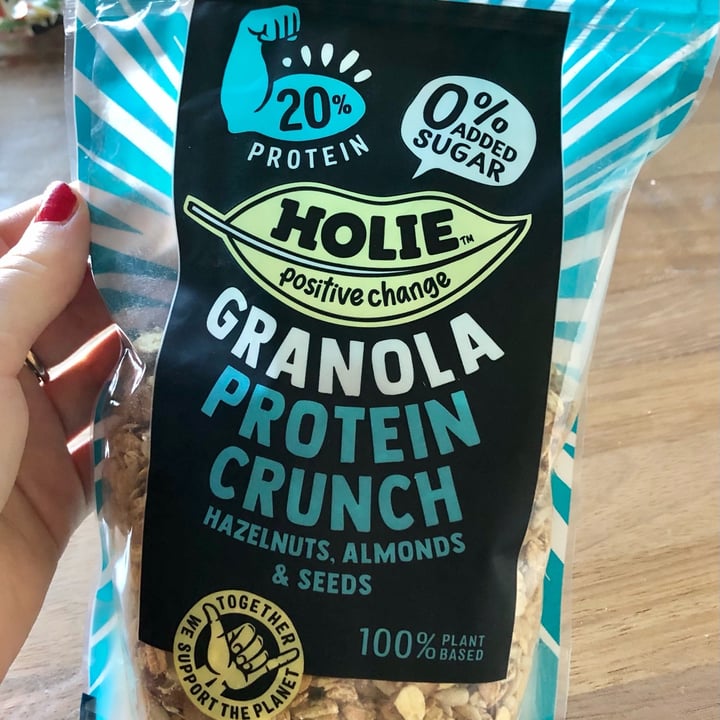 20%
PROTEIN
0%
ADDED
SUGAR
HOLIE™
positive change
GRANOLA
PROTEIN
CRUNCH
HAZELNUTS, ALMONDS
& SEEDS
TOGETHER
WE SUPPORT THE PLANET
100% PLANT
BASED